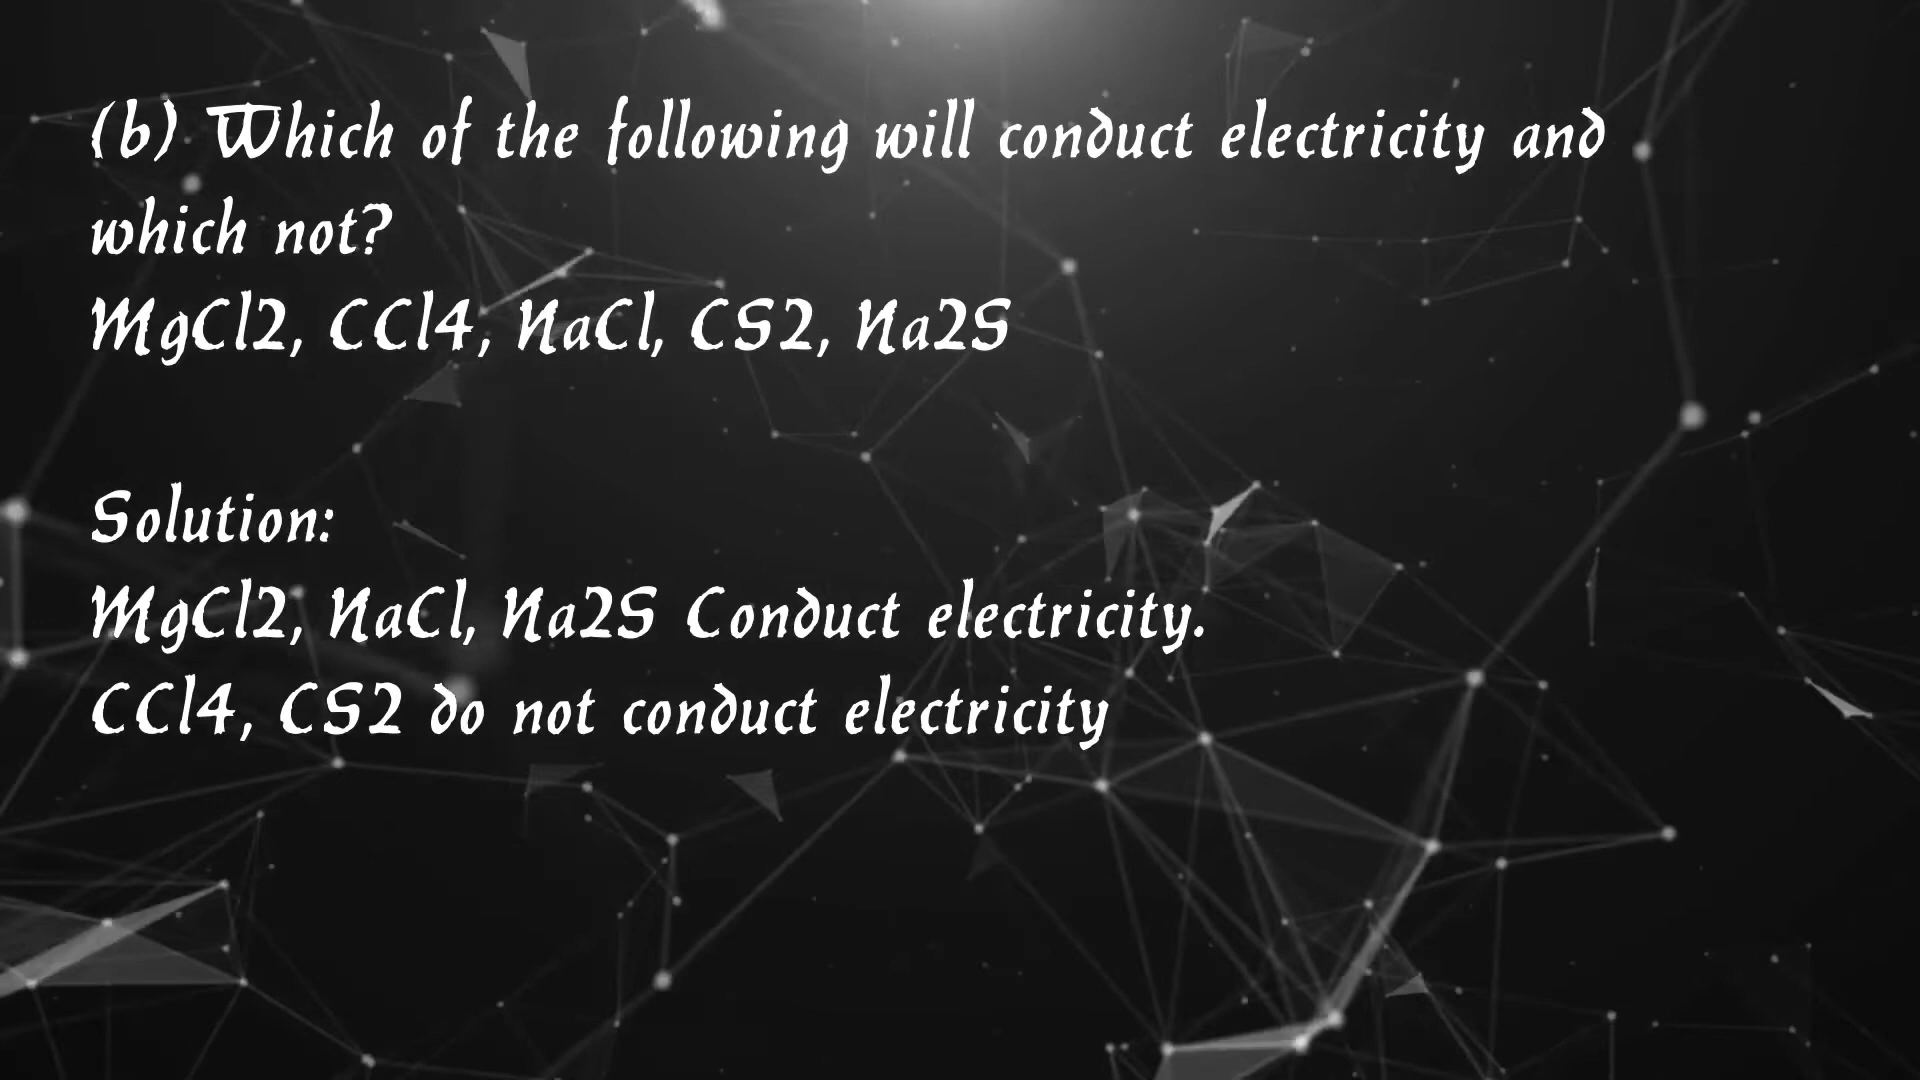 (b) Which of the following will conduct electricity and
which not?
MgCl2, CCl4, NaCl, CS2, Na2S
Solution:
MgCl2, NaCl, Na2S Conduct electricity.
CCl4, CS2 do not conduct electricity